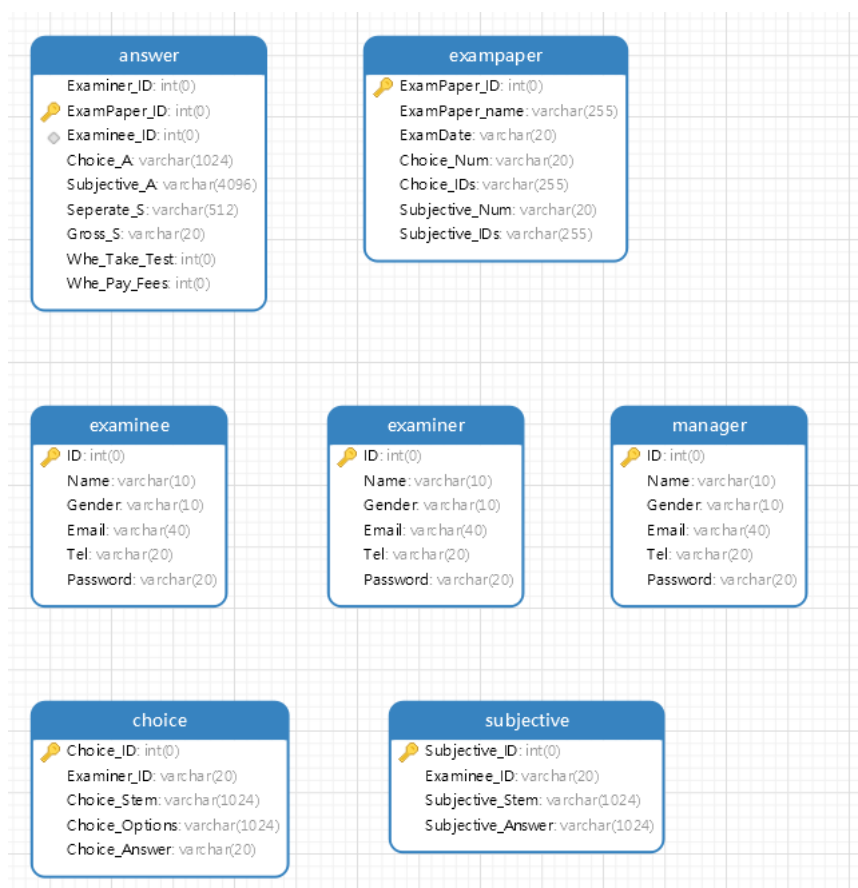 answer
Examiner_ID: int(0)
ExamPaper_ID: int(0)
Examinee_ID: int(0)
Choice_A: varchar(1024)
Subjective_A: varchar(4096)
Seperate_S: varchar(512)
Gross_S: varchar(20)
Whe_Take_Test: int(0)
Whe_Pay_Fees: int(0)
exampaper
ExamPaper_ID: int(0)
ExamPaper_name: varchar(255)
ExamDate: varchar(20)
Choice_Num: varchar(20)
Choice_IDs: varchar(255)
Subjective_Num: varchar(20)
Subjective_IDs: varchar(255)
examinee
ID: int(0)
Name: varchar(10)
Gender: varchar(10)
Email: varchar(40)
Tel: varchar(20)
Password: varchar(20)
examiner
ID: int(0)
Name: varchar(10)
Gender: varchar(10)
Email: varchar(40)
Tel: varchar(20)
Password: varchar(20)
manager
ID: int(0)
Name: varchar(10)
Gender: varchar(10)
Email: varchar(40)
Tel: varchar(20)
Password: varchar(20)
choice
Choice_ID: int(0)
Examiner_ID: varchar(20)
Choice_Stem: varchar(1024)
Choice_Options: varchar(1024)
Choice_Answer: varchar(20)
subjective
Subjective_ID: int(0)
Examinee_ID: varchar(20)
Subjective_Stem: varchar(1024)
Subjective_Answer: varchar(1024)